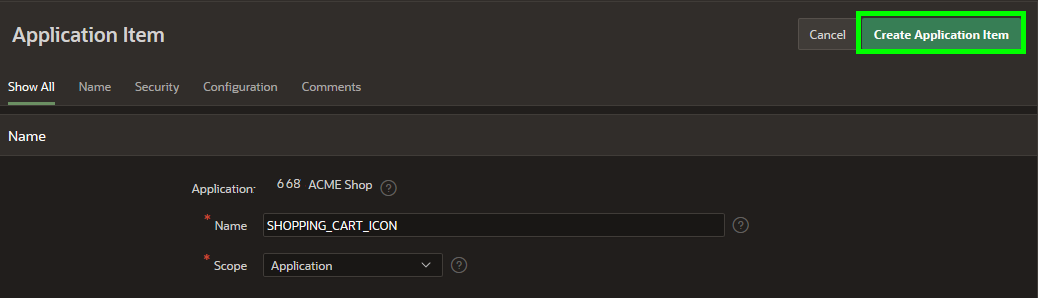 Application Item
Cancel
Create Application Item
Show All Name Security Configuration Comments
Name
Application: 668 ACME Shop ?
* Name SHOPPING_CART_ICON ?
* Scope Application ?